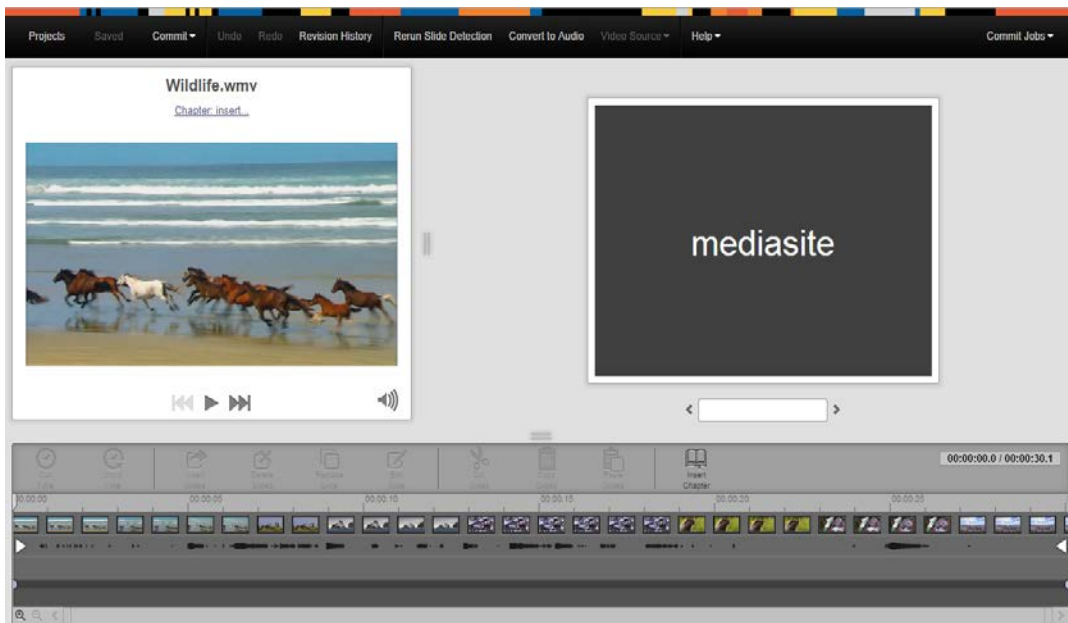 Projects Saved Commit Undo Redo Revision History Rerun Slide Detection Convert to Audio Video Source Help Commit Jobs
Wildlife.wmv
Chapter: insert...
mediasite
00:00:00.0 / 00:00:30.1
Insert
Chapter
00:00:00 00:00:05 00:00:10 00:00:15 00:00:20 00:00:25